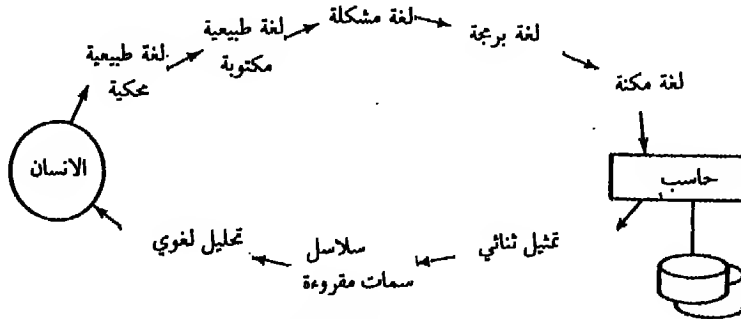 لغة مشكلة
لغة برمجة
لغة طبيعية
مكتوبة
لغة طبيعية
محكية
لغة مكنة
الانسان
حاسب
تمثيل ثنائي
سلاسل
سمات مقروءة
تحليل لغوي